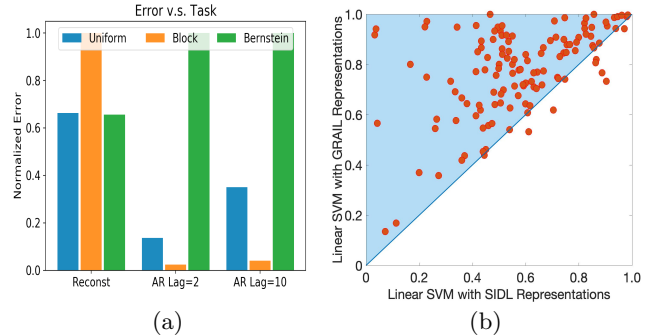 Error v.s. Task
Uniform Block Bernstein
Normalized Error
1.0
0.8
0.6
0.4
0.2
0.0
Reconst AR Lag=2 AR Lag=10
(a)
Linear SVM with GRAIL Representations
1
0.8
0.6
0.4
0.2
0
0 0.2 0.4 0.6 0.8 1.0
Linear SVM with SIDL Representations
(b)